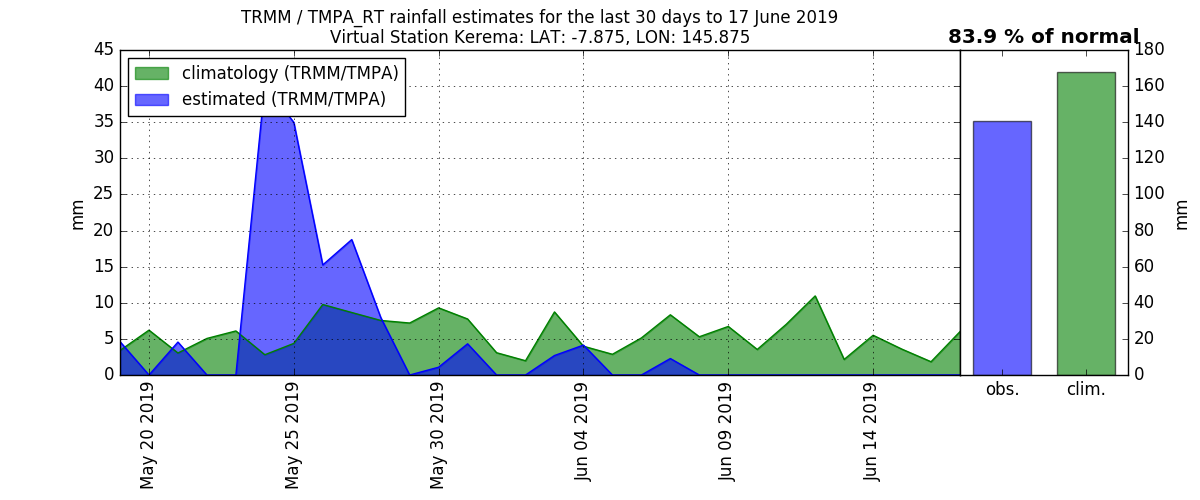 TRMM / TMPA_RT rainfall estimates for the last 30 days to 17 June 2019
Virtual Station Kerema: LAT: -7.875, LON: 145.875
83.9 % of normal
climatology (TRMM/TMPA)
estimated (TRMM/TMPA)
45
40
35
30
25
20
15
10
5
0
mm
May 20 2019
May 25 2019
May 30 2019
Jun 04 2019
Jun 09 2019
Jun 14 2019
180
160
140
120
100
80
60
40
20
0
mm
obs.
clim.